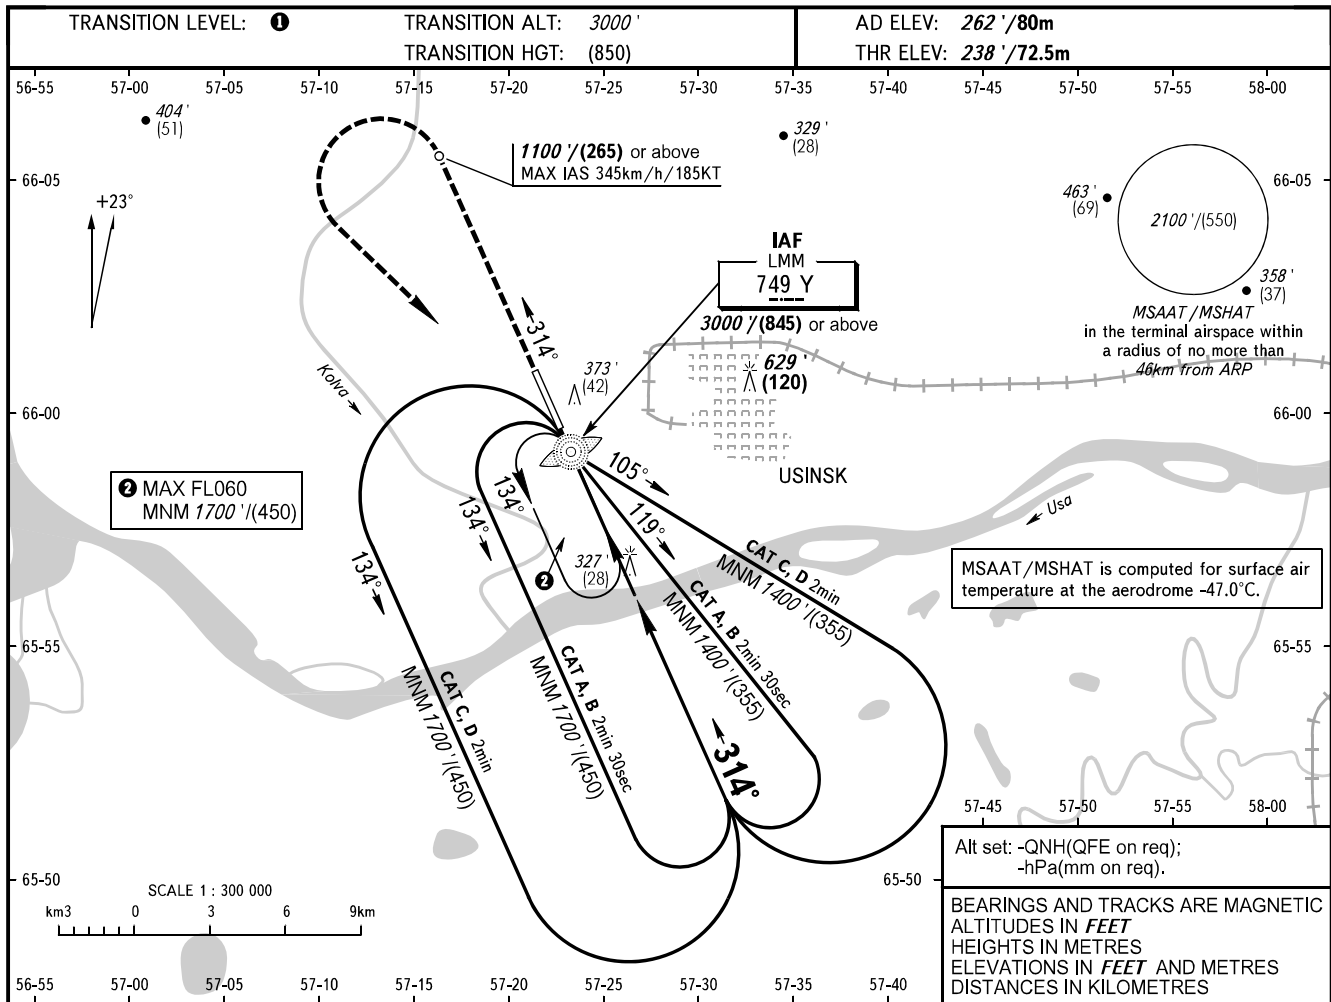 TRANSITION LEVEL: ❶ TRANSITION ALT: 3000 ' AD ELEV: 262 '/80m
TRANSITION HGT: (850) THR ELEV: 238 '/72.5m
56-55 57-00 57-05 57-10 57-15 57-20 57-25 57-30 57-35 57-40 57-45 57-50 57-55 58-00
404 '
(51)
329 '
(28)
1100 '/(265) or above
MAX IAS 345km/h/185KT
66-05
66-05
463 '
(69)
+23°
2100 '/(550)
IAF
LMM
749 Y
3000 '/(845) or above
358 '
(37)
MSAAT/MSHAT
in the terminal airspace within
a radius of no more than
46km from ARP
314°
373 '
(42)
629 '
(120)
Kolva
66-00
66-00
USINSK
105°
❷ MAX FL060
MNM 1700 '/(450)
134°
134°
119°
Usa
134°
❷
327 '
(28)
CAT C, D 2min
MNM 1400 '/(355)
MSAAT/MSHAT is computed for surface air
temperature at the aerodrome -47.0°C.
CAT A, B 2min 30sec
MNM 1400 '/(355)
65-55
65-55
CAT C, D 2min
MNM 1700 '/(450)
CAT A, B 2min 30sec
MNM 1700 '/(450)
314°
57-45 57-50 57-55 58-00
Alt set: -QNH(QFE on req);
-hPa(mm on req).
65-50
65-50
SCALE 1 : 300 000
km3 0 3 6 9km
BEARINGS AND TRACKS ARE MAGNETIC
ALTITUDES IN FEET
HEIGHTS IN METRES
ELEVATIONS IN FEET AND METRES
DISTANCES IN KILOMETRES
56-55 57-00 57-05 57-10 57-15 57-20 57-25 57-30 57-35 57-40